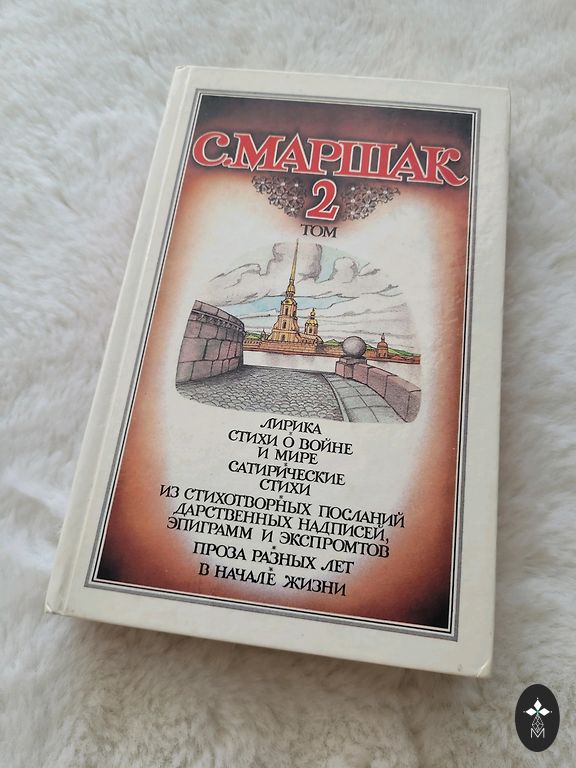 С. МАРШАК
2
ТОМ
ЛИРИКА
СТИХИ О ВОЙНЕ
И МИРЕ
САТИРИЧЕСКИЕ
СТИХИ
ИЗ СТИХОТВОРНЫХ ПОСЛАНИЙ
ДАРСТВЕННЫХ НАДПИСЕЙ,
ЭПИГРАММ И ЭКСПРОМТОВ
ПРОЗА РАЗНЫХ ЛЕТ
В НАЧАЛЕ ЖИЗНИ
M